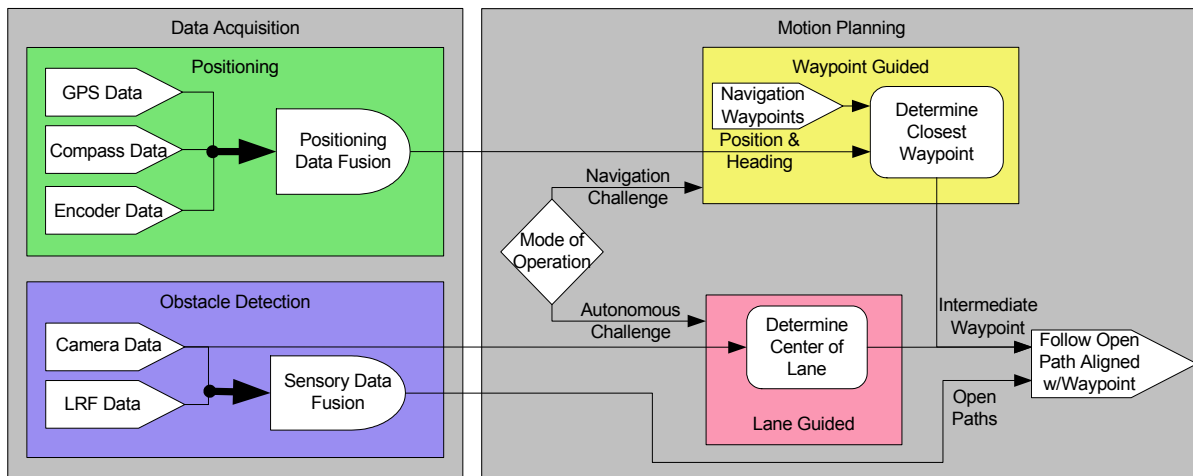 Data Acquisition
Positioning
GPS Data
Compass Data
Encoder Data
Positioning
Data Fusion
Obstacle Detection
Camera Data
LRF Data
Sensory Data
Fusion
Motion Planning
Waypoint Guided
Navigation
Waypoints
Determine
Closest
Waypoint
Position &
Heading
Navigation
Challenge
Mode of
Operation
Autonomous
Challenge
Determine
Center of
Lane
Lane Guided
Intermediate
Waypoint
Follow Open
Path Aligned
w/Waypoint
Open
Paths